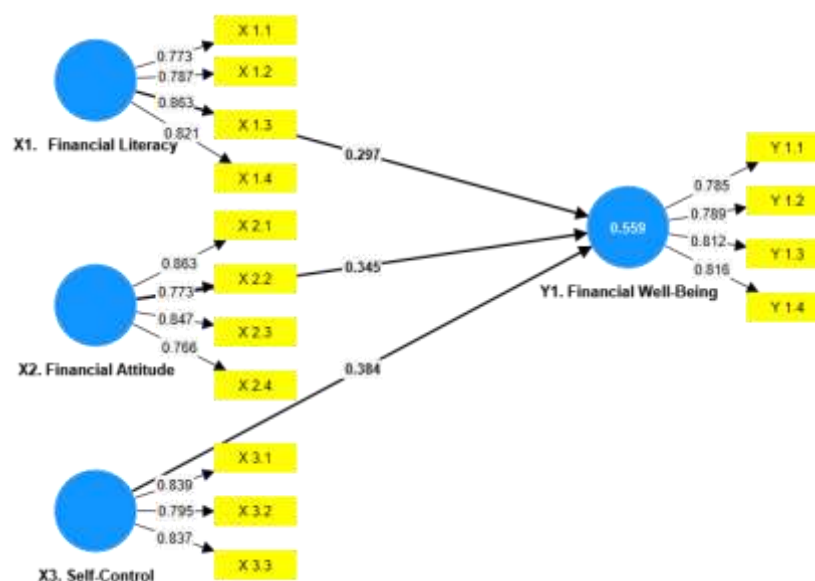 X 1.1
0.773
0.787
X 1.2
0.863
X 1.3
0.821
X1. Financial Literacy
X 1.4
0.297
Y 1.1
0.785
0.789
Y 1.2
0.559
0.812
Y 1.3
0.816
Y1. Financial Well-Being
Y 1.4
X 2.1
0.863
0.773
X 2.2
0.345
0.847
X 2.3
0.766
X2. Financial Attitude
X 2.4
0.384
X 3.1
0.839
0.795
X 3.2
0.837
X 3.3
X3. Self-Control